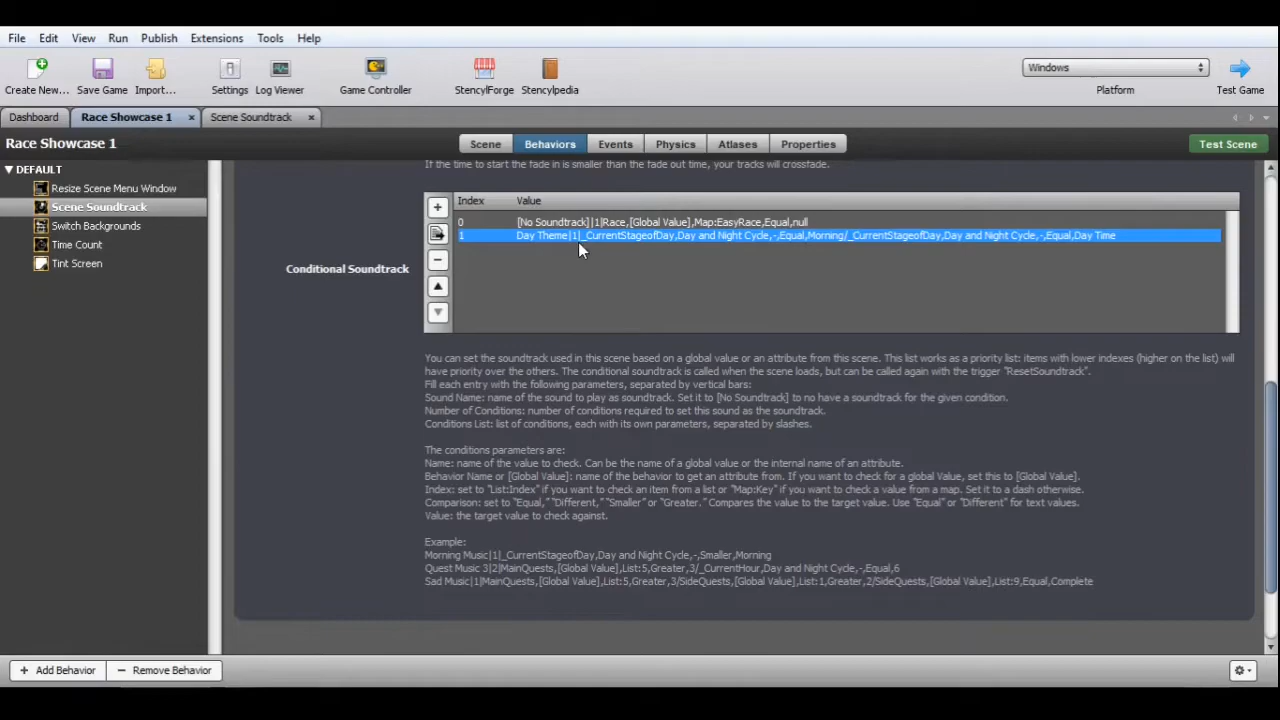 File Edit View Run Publish Extensions Tools Help
Create New... Save Game Import... Settings Log Viewer Game Controller StencylForge Stencylpedia Windows Platform Test Game
Dashboard Race Showcase 1 × Scene Soundtrack ×
Race Showcase 1 Scene Behaviors Events Physics Atlases Properties Test Scene
DEFAULT
Resize Scene Menu Window
Scene Soundtrack
Switch Backgrounds
Time Count
Tint Screen
If the time to start the fade in is smaller than the fade out time, your tracks will crossfade.
Conditional Soundtrack
Index Value
0 [No Soundtrack]|1|Race,[Global Value],Map:EasyRace,Equal,null
1 Day Theme|1|_CurrentStageofDay,Day and Night Cycle,-,Equal,Morning/_CurrentStageofDay,Day and Night Cycle,-,Equal,Day Time
You can set the soundtrack used in this scene based on a global value or an attribute from this scene. This list works as a priority list: items with lower indexes (higher on the list) will
have priority over the others. The conditional soundtrack is called when the scene loads, but can be called again with the trigger "ResetSoundtrack".
Fill each entry with the following parameters, separated by vertical bars:
Sound Name: name of the sound to play as soundtrack. Set it to [No Soundtrack] to no have a soundtrack for the given condition.
Number of Conditions: number of conditions required to set this sound as the soundtrack.
Conditions List: list of conditions, each with its own parameters, separated by slashes.
The conditions parameters are:
Name: name of the value to check. Can be the name of a global value or the internal name of an attribute.
Behavior Name or [Global Value]: name of the behavior to get an attribute from. If you want to check for a global Value, set this to [Global Value].
Index: set to "List:Index" if you want to check an item from a list or "Map:Key" if you want to check a value from a map. Set it to a dash otherwise.
Comparison: set to "Equal," "Different," "Smaller" or "Greater." Compares the value to the target value. Use "Equal" or "Different" for text values.
Value: the target value to check against.
Example:
Morning Music|1|_CurrentStageofDay,Day and Night Cycle,-,Smaller,Morning
Quest Music 3|2|MainQuests,[Global Value],List:5,Greater,3/_CurrentHour,Day and Night Cycle,-,Equal,6
Sad Music|1|MainQuests,[Global Value],List:5,Greater,3/SideQuests,[Global Value],List:1,Greater,2/SideQuests,[Global Value],List:9,Equal,Complete
+ Add Behavior − Remove Behavior